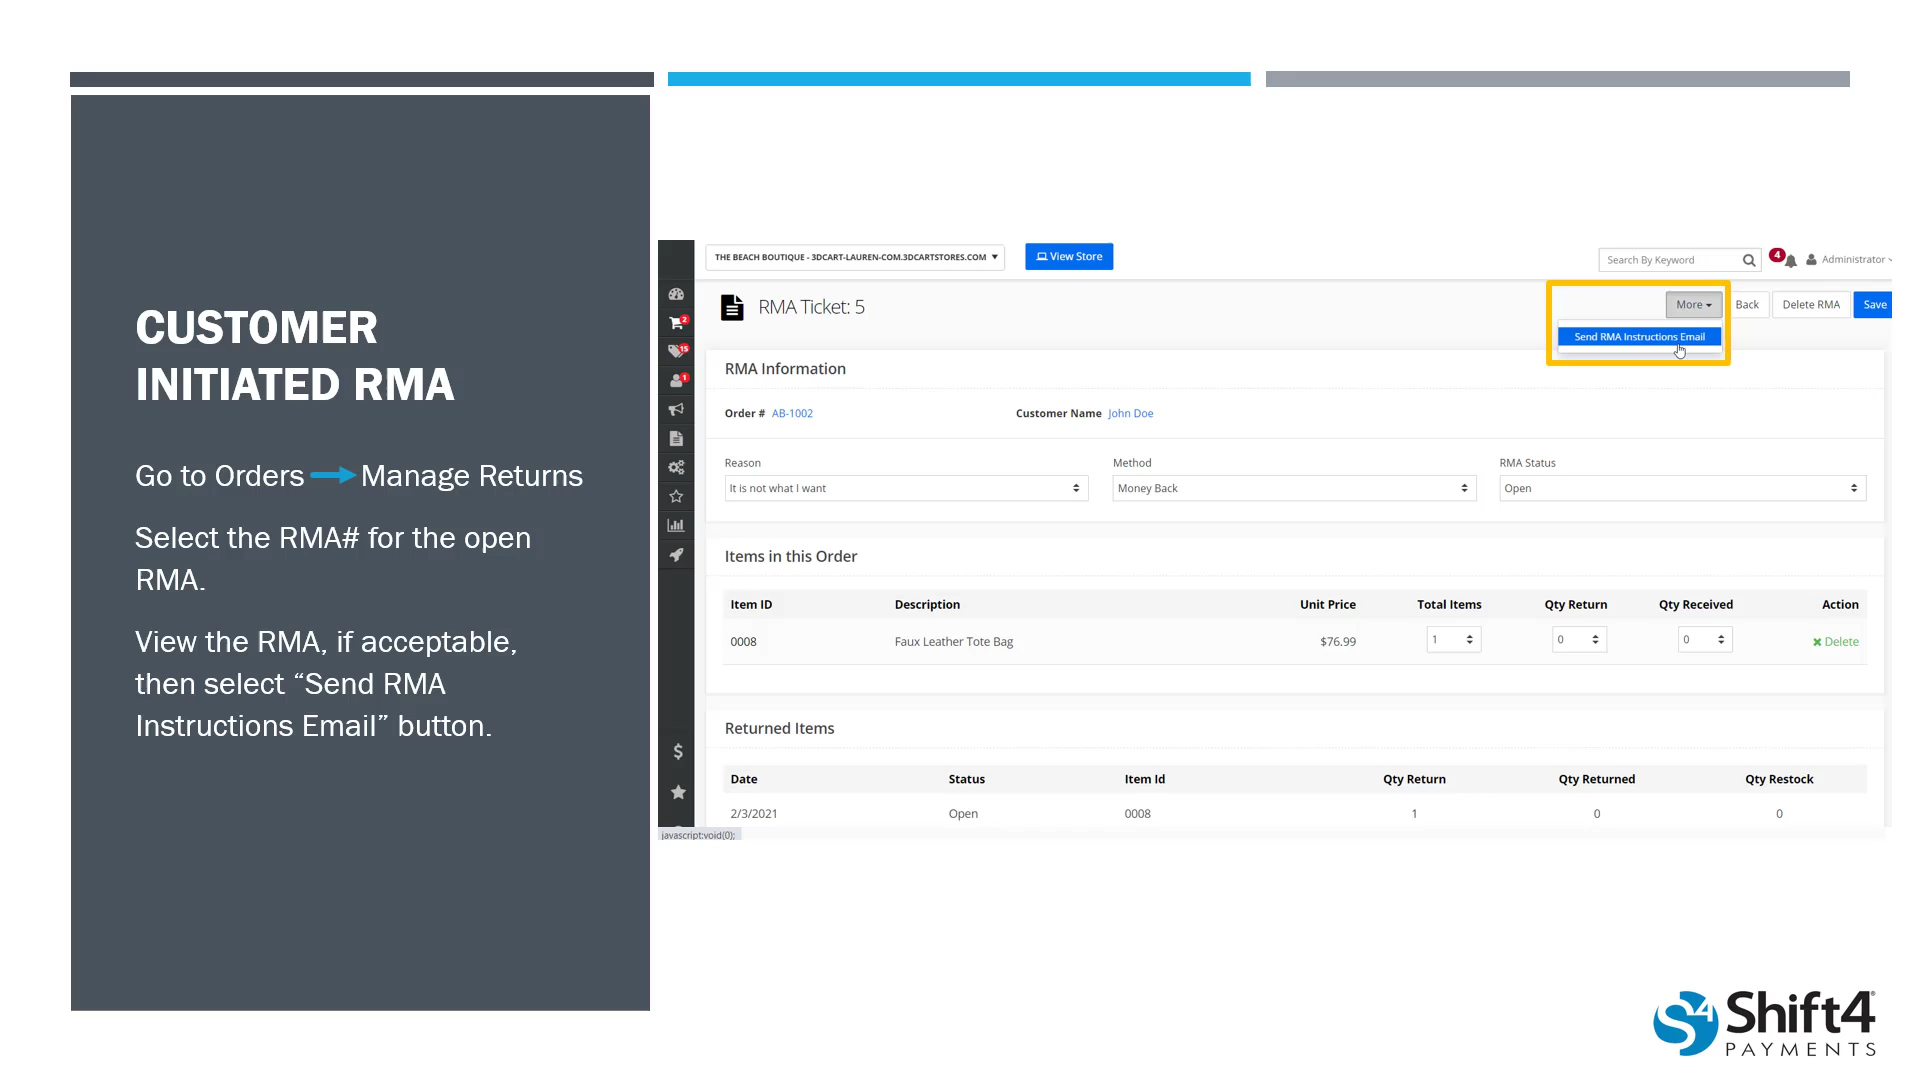 CUSTOMER
INITIATED RMA
Go to Orders Manage Returns
Select the RMA# for the open
RMA.
View the RMA, if acceptable,
then select “Send RMA
Instructions Email” button.
THE BEACH BOUTIQUE - 3DCART-LAUREN-COM.3DCARTSTORES.COM
View Store
Search By Keyword
4
Administrator
2
15
1
RMA Ticket: 5
More
Back
Delete RMA
Save
Send RMA Instructions Email
RMA Information
Order # AB-1002
Customer Name John Doe
Reason
Method
RMA Status
It is not what I want
Money Back
Open
Items in this Order
Item ID Description Unit Price Total Items Qty Return Qty Received Action
0008 Faux Leather Tote Bag $76.99 1 0 0 Delete
Returned Items
Date Status Item Id Qty Return Qty Returned Qty Restock
2/3/2021 Open 0008 1 0 0
javascript:void(0);
S4 Shift4®
PAYMENTS